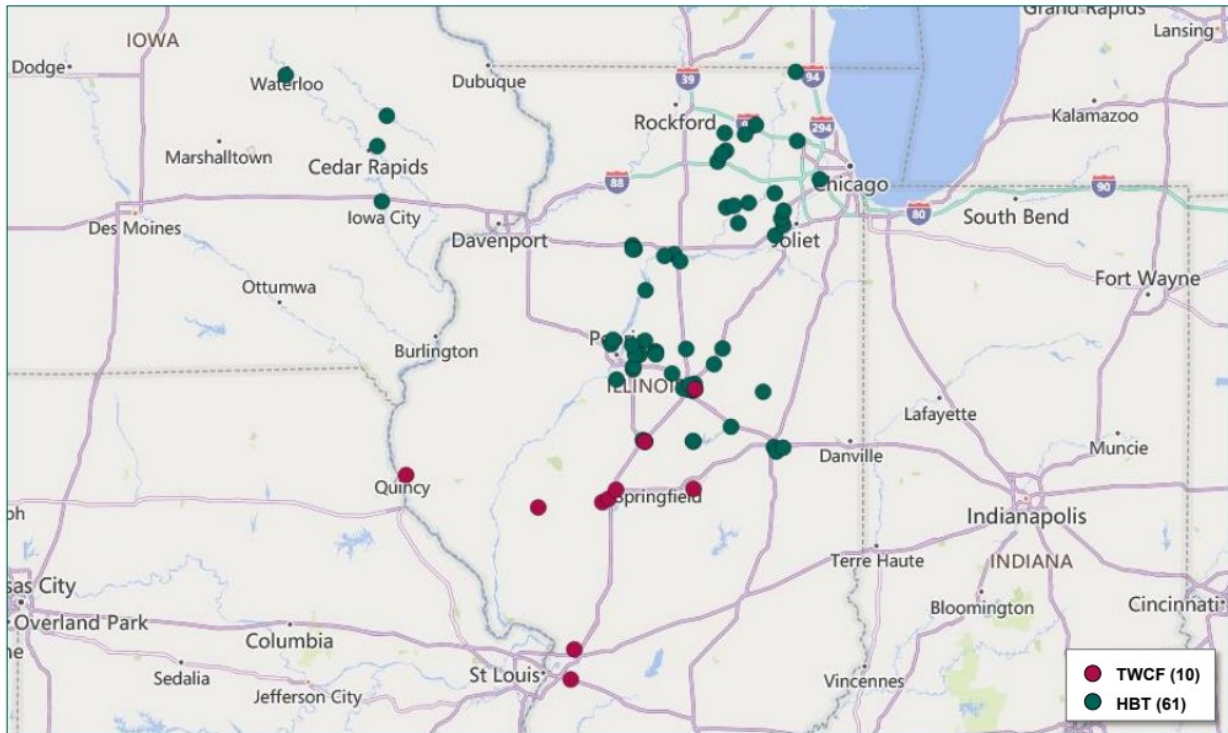 Grand Rapids
Lansing
IOWA
Dodge
Waterloo
Dubuque
39
94
Rockford
294
Kalamazoo
Marshalltown
Cedar Rapids
88
Chicago
90
Iowa City
80
South Bend
Des Moines
Davenport
Joliet
Fort Wayne
Ottumwa
Burlington
ILLINOI
Lafayette
Muncie
Danville
Quincy
Springfield
ph
Indianapolis
Terre Haute
INDIANA
sas City
Bloomington
Cincinnati
Overland Park
Columbia
ne
St Louis
TWCF (10)
Sedalia
Jefferson City
Vincennes
HBT (61)